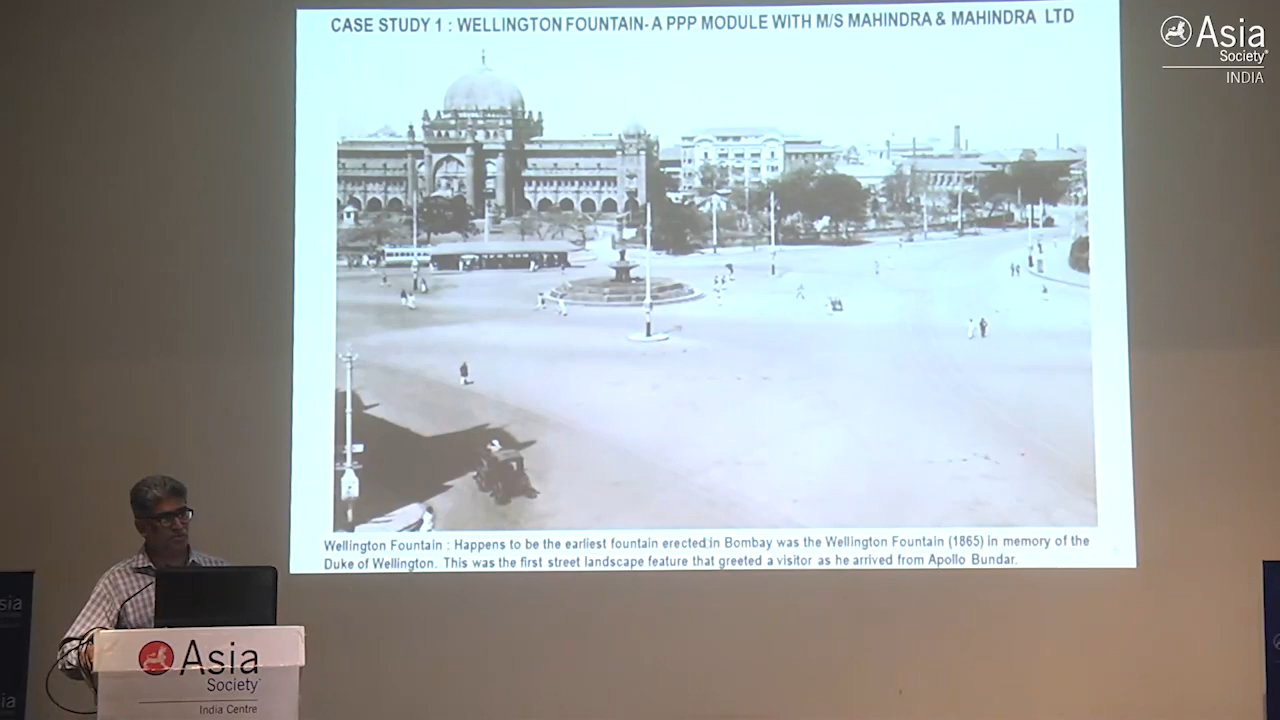 CASE STUDY 1 : WELLINGTON FOUNTAIN- A PPP MODULE WITH M/S MAHINDRA & MAHINDRA LTD
Asia
Society
INDIA
Wellington Fountain : Happens to be the earliest fountain erected in Bombay was the Wellington Fountain (1865) in memory of the
Duke of Wellington. This was the first street landscape feature that greeted a visitor as he arrived from Apollo Bundar.
sia
Asia
Society
India Centre
ia